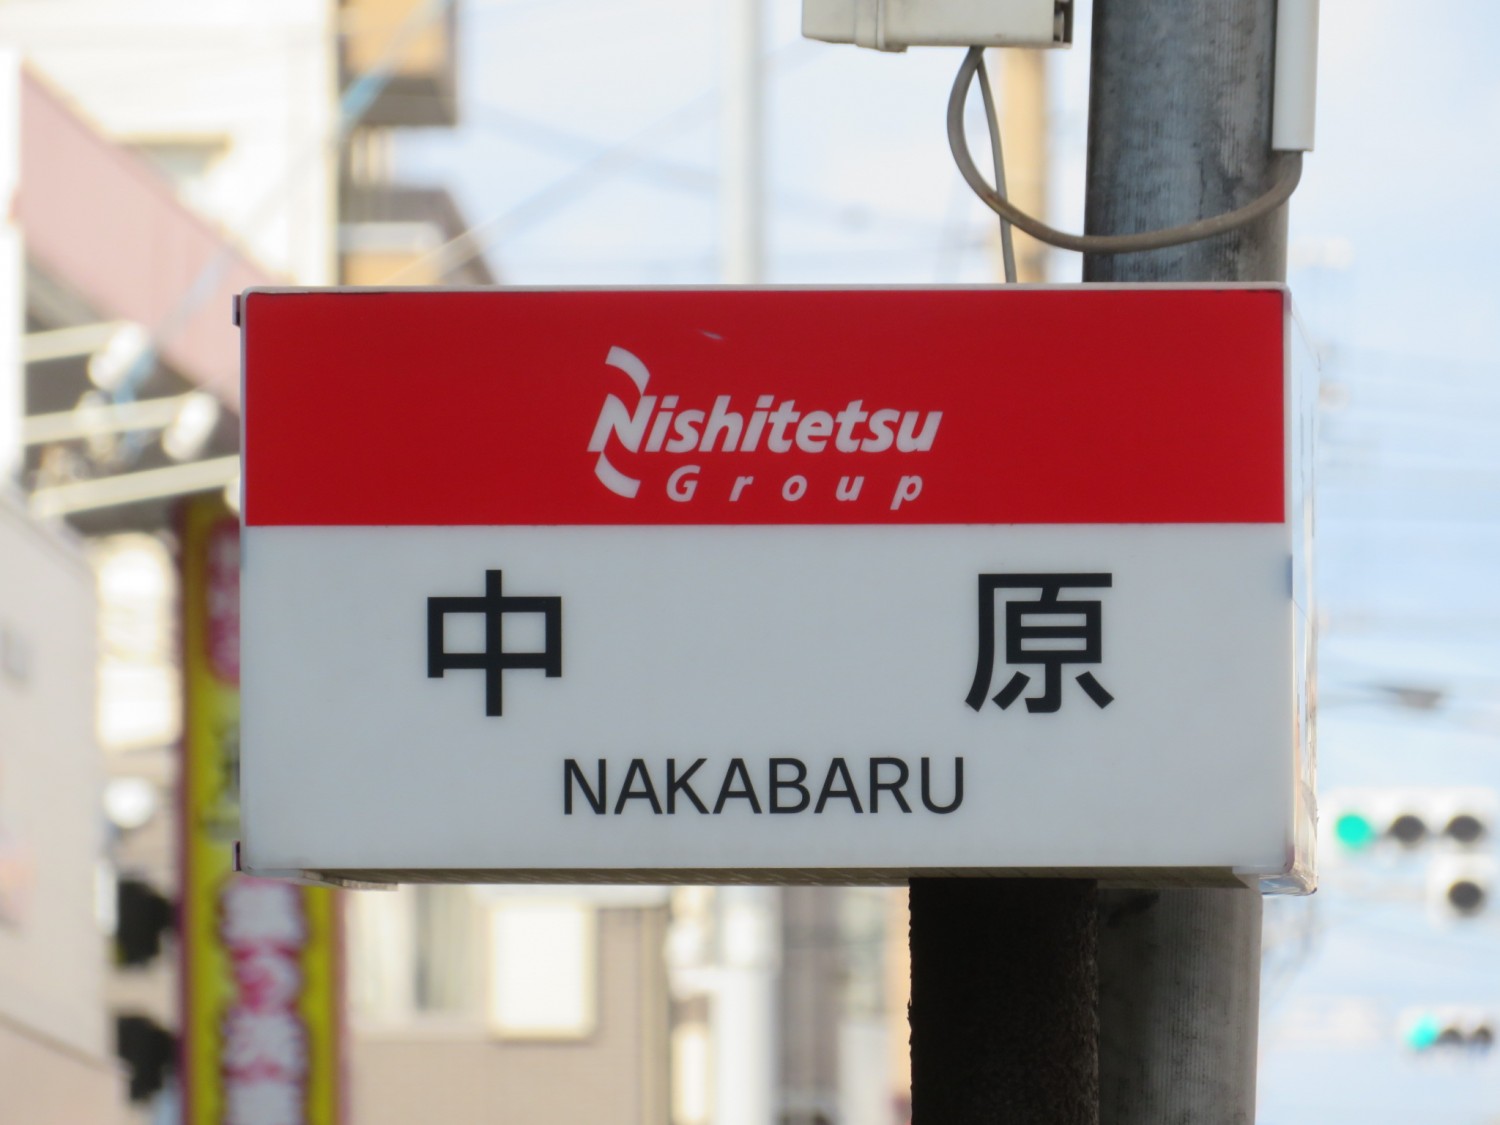 Nishitetsu
Group
中原
NAKABARU